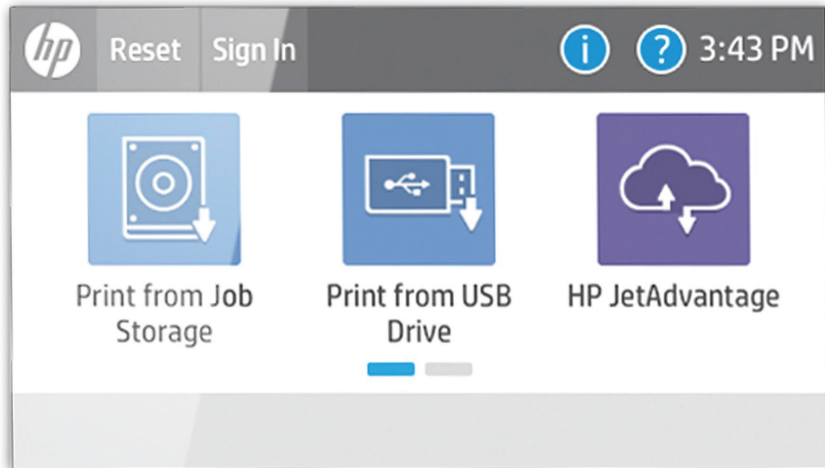 hp
Reset
Sign In
i
?
3:43 PM
Print from Job
Storage
Print from USB
Drive
HP JetAdvantage